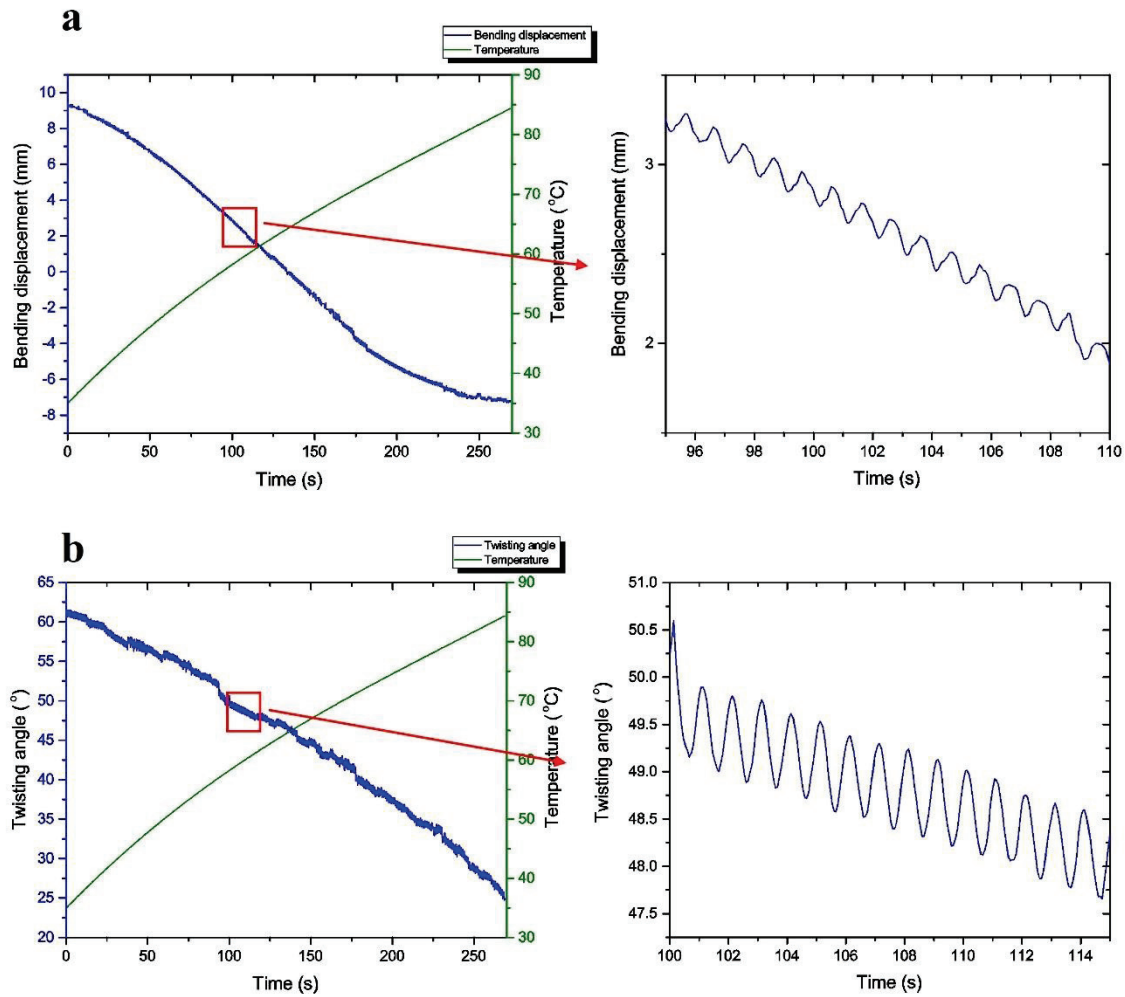 a
Bending displacement
Temperature
10
8
6
4
2
0
-2
-4
-6
-8
Bending displacement (mm)
90
80
70
60
50
40
30
Temperature (°C)
0 50 100 150 200 250
Time (s)
3
2
Bending displacement (mm)
96 98 100 102 104 106 108 110
Time (s)
b
Twisting angle
Temperature
65
60
55
50
45
40
35
30
25
20
Twisting angle (°)
90
80
70
60
50
40
30
Temperature (°C)
0 50 100 150 200 250
Time (s)
51.0
50.5
50.0
49.5
49.0
48.5
48.0
47.5
Twisting angle (°)
100 102 104 106 108 110 112 114
Time (s)